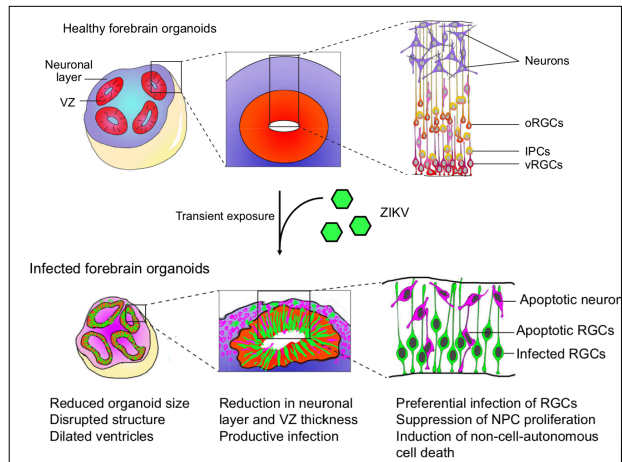 Healthy forebrain organoids
Neuronal
layer
VZ
Neurons
oRGCs
IPCs
vRGCs
Transient exposure
ZIKV
Infected forebrain organoids
Apoptotic neuron
Apoptotic RGCs
Infected RGCs
Reduced organoid size
Disrupted structure
Dilated ventricles
Reduction in neuronal
layer and VZ thickness
Productive infection
Preferential infection of RGCs
Suppression of NPC proliferation
Induction of non-cell-autonomous
cell death